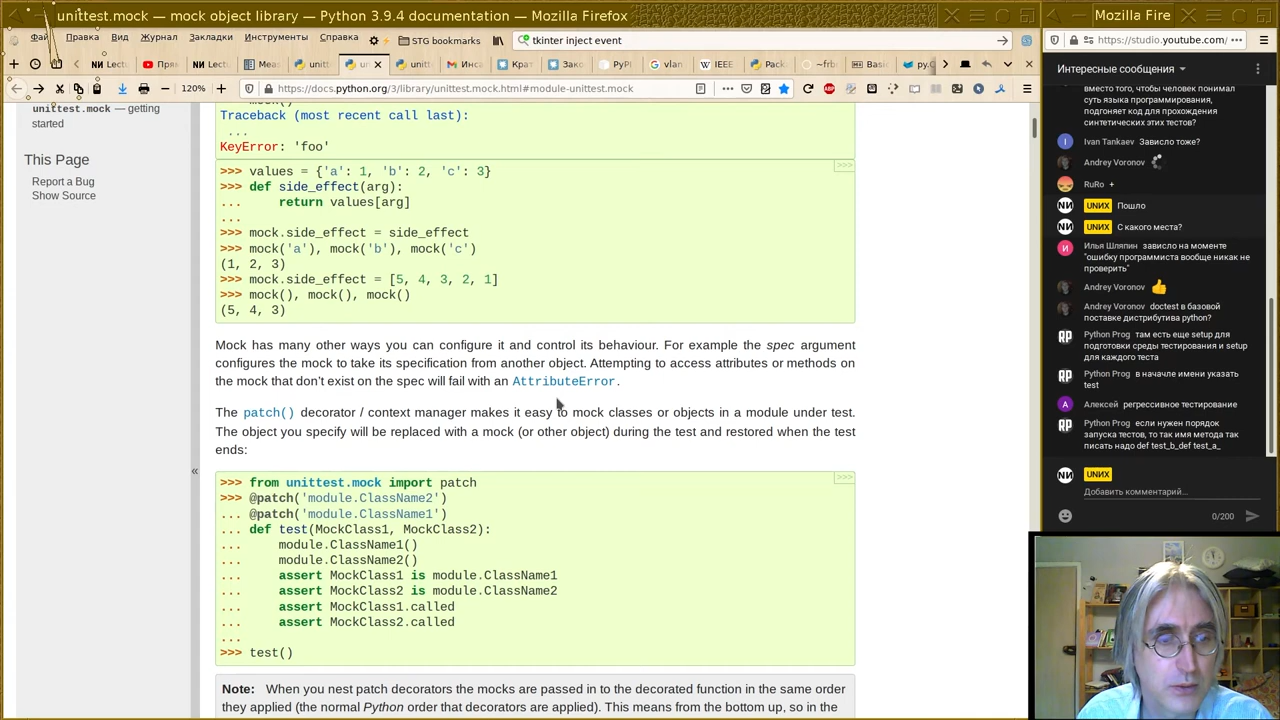 unittest.mock — mock object library — Python 3.9.4 documentation — Mozilla Firefox
Mozilla Fire
Файл Правка Вид Журнал Закладки Инструменты Справка
STG bookmarks
tkinter inject event
https://studio.youtube.com/
120%
https://docs.python.org/3/library/unittest.mock.html#module-unittest.mock
unittest.mock — getting
started
This Page
Report a Bug
Show Source
«
Traceback (most recent call last):
...
KeyError: 'foo'
>>>
>>> values = {'a': 1, 'b': 2, 'c': 3}
>>> def side_effect(arg):
... return values[arg]
...
>>> mock.side_effect = side_effect
>>> mock('a'), mock('b'), mock('c')
(1, 2, 3)
>>> mock.side_effect = [5, 4, 3, 2, 1]
>>> mock(), mock(), mock()
(5, 4, 3)
Mock has many other ways you can configure it and control its behaviour. For example the spec argument
configures the mock to take its specification from another object. Attempting to access attributes or methods on
the mock that don't exist on the spec will fail with an AttributeError.
The patch() decorator / context manager makes it easy to mock classes or objects in a module under test.
The object you specify will be replaced with a mock (or other object) during the test and restored when the test
ends:
>>>
>>> from unittest.mock import patch
>>> @patch('module.ClassName2')
... @patch('module.ClassName1')
... def test(MockClass1, MockClass2):
... module.ClassName1()
... module.ClassName2()
... assert MockClass1 is module.ClassName1
... assert MockClass2 is module.ClassName2
... assert MockClass1.called
... assert MockClass2.called
...
>>> test()
Note: When you nest patch decorators the mocks are passed in to the decorated function in the same order
they applied (the normal Python order that decorators are applied). This means from the bottom up, so in the
Интересные сообщения
вместо того, чтобы человек понимал
суть языка программирования,
подгоняет код для прохождения
синтетических этих тестов?
Ivan Tankaev Зависло тоже?
Andrey Voronov
RuRo +
UNИX Пошло
UNИX С какого места?
Илья Шляпин зависло на моменте
"ошибку программиста вообще никак не
проверить"
Andrey Voronov 👍
Andrey Voronov doctest в базовой
поставке дистрибутива python?
Python Prog там есть еще setup для
подготовки среды тестирования и setup
для каждого теста
Python Prog в начачле имени указать
test
Алексей регрессивное тестирование
Python Prog если нужен порядок
запуска тестов, то так имя метода так
писать надо def test_b_def test_a_
UNИX
Добавить комментарий...
0/200